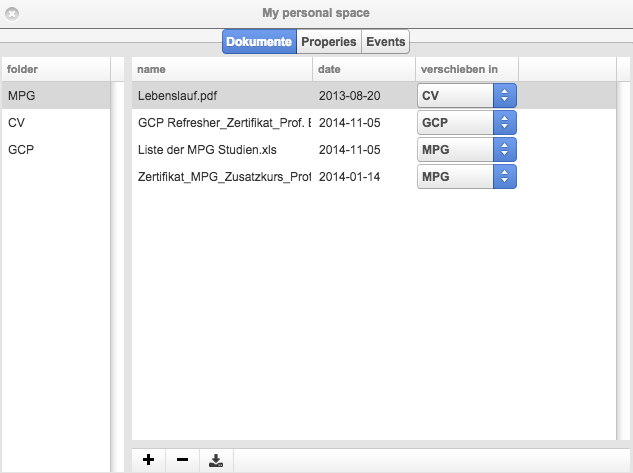 My personal space
Dokumente Properies Events
folder name date verschieben in
MPG Lebenslauf.pdf 2013-08-20 CV
CV GCP Refresher_Zertifikat_Prof. 2014-11-05 GCP
GCP Liste der MPG Studien.xls 2014-11-05 MPG
Zertifikat_MPG_Zusatzkurs_Prof 2014-01-14 MPG